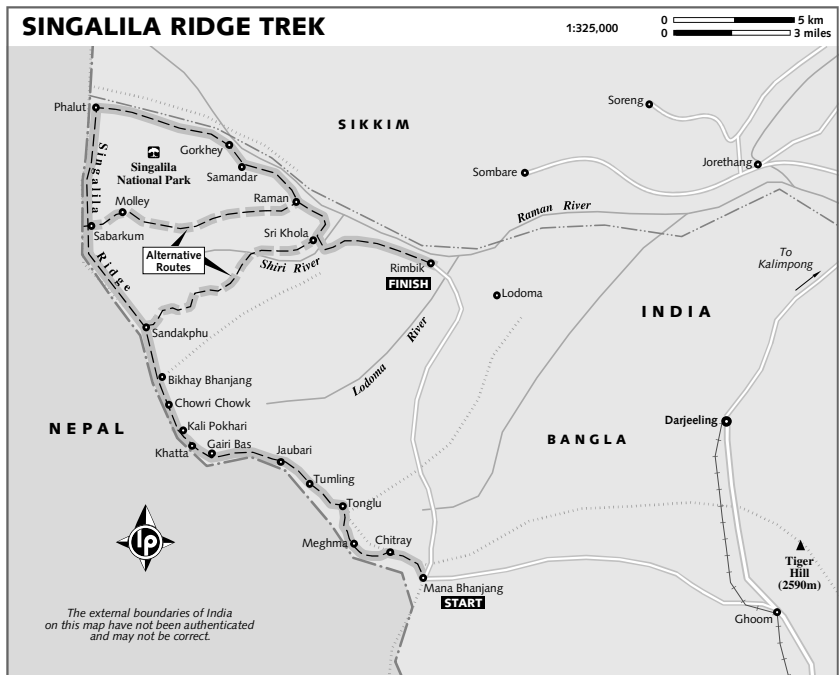 SINGALILA RIDGE TREK
1:325,000
0 5 km
0 3 miles
Phalut
SIKKIM
Soreng
Gorkhey
Singalila
National Park
Samandar
Sombare
Jorethang
Molley
Raman
Raman River
Singalila Ridge
Sabarkum
Sri Khola
Alternative
Routes
Shiri River
Rimbik
FINISH
To
Kalimpong
Lodoma
INDIA
Sandakphu
Lodoma River
Bikhay Bhanjang
Chowri Chowk
NEPAL
Kali Pokhari
Darjeeling
BANGLA
Khatta
Gairi Bas
Jaubari
Tumling
Tonglu
lp
Meghma
Chitray
Tiger
Hill
(2590m)
Mana Bhanjang
START
Ghoom
The external boundaries of India
on this map have not been authenticated
and may not be correct.